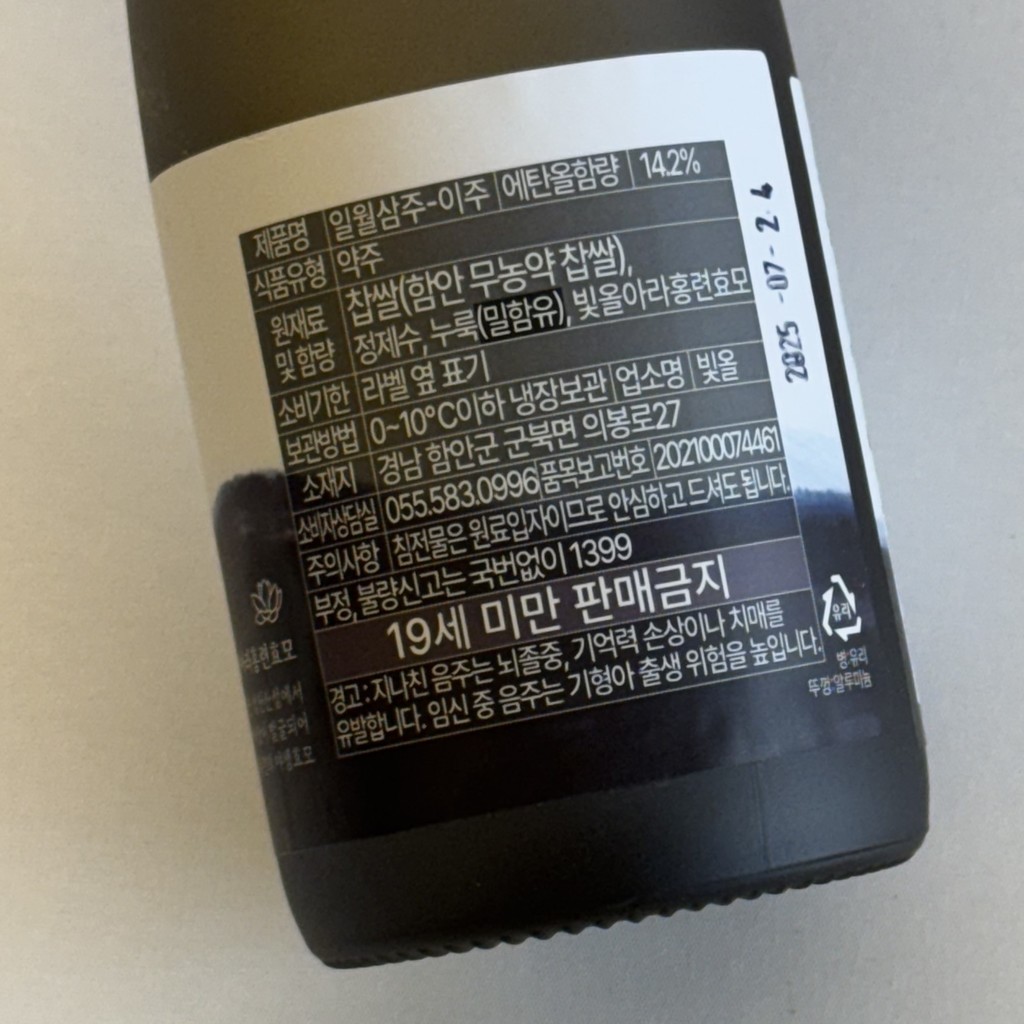 제품명 일월삼주-이주 에탄올함량 14.2%
식품유형 약주
원재료 및 함량 찹쌀(함안 무농약 찹쌀),
정제수, 누룩(밀함유), 빛올아라홍련효모
소비기한 라벨 옆 표기
보관방법 0~10°C이하 냉장보관 업소명 빛올
소재지 경남 함안군 군북면 의봉로27
소비자상담실 055.583.0996 품목보고번호 202100074461
주의사항 침전물은 원료입자이므로 안심하고 드셔도 됩니다.
부정, 불량신고는 국번없이 1399
19세 미만 판매금지
경고 : 지나친 음주는 뇌졸중, 기억력 손상이나 치매를
유발합니다. 임신 중 음주는 기형아 출생 위험을 높입니다.
2025 -07- 2 4
유리
병:유리
뚜껑:알루미늄
홍련효모